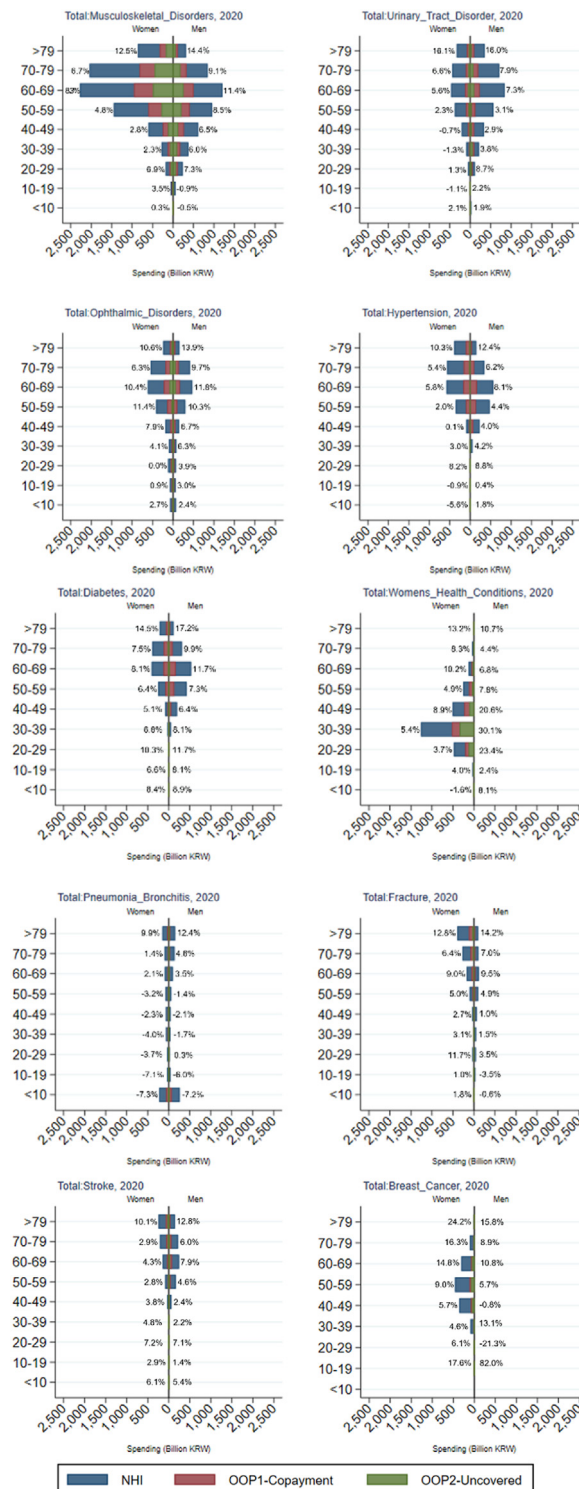 Total:Musculoskeletal_Disorders, 2020
Women Men
>79 12.5% 14.4%
70-79 6.7% 9.1%
60-69 11.4%
50-59 4.8% 8.5%
40-49 2.8% 6.5%
30-39 2.3% 6.0%
20-29 6.9% 7.3%
10-19 3.5% -0.9%
<10 0.3% -0.5%
2,500 2,000 1,500 1,000 500 0 500 1,000 1,500 2,000 2,500
Spending (Billion KRW)
Total:Urinary_Tract_Disorder, 2020
Women Men
>79 16.1% 16.0%
70-79 6.6% 7.9%
60-69 5.6% 7.3%
50-59 2.3% 3.1%
40-49 -0.7% 2.9%
30-39 -1.3% 3.8%
20-29 1.3% 8.7%
10-19 -1.1% 2.2%
<10 2.1% 1.9%
2,500 2,000 1,500 1,000 500 0 500 1,000 1,500 2,000 2,500
Spending (Billion KRW)
Total:Ophthalmic_Disorders, 2020
Women Men
>79 10.6% 13.9%
70-79 6.3% 9.7%
60-69 10.4% 11.8%
50-59 11.4% 10.3%
40-49 7.9% 6.7%
30-39 4.1% 6.3%
20-29 0.0% 3.9%
10-19 0.9% 3.0%
<10 2.7% 2.4%
2,500 2,000 1,500 1,000 500 0 500 1,000 1,500 2,000 2,500
Spending (Billion KRW)
Total:Hypertension, 2020
Women Men
>79 10.3% 12.4%
70-79 5.4% 6.2%
60-69 5.8% 8.1%
50-59 2.0% 4.4%
40-49 0.1% 4.0%
30-39 3.0% 4.2%
20-29 8.2% 8.8%
10-19 -0.9% 0.4%
<10 -5.6% 1.8%
2,500 2,000 1,500 1,000 500 0 500 1,000 1,500 2,000 2,500
Spending (Billion KRW)
Total:Diabetes, 2020
Women Men
>79 14.5% 17.2%
70-79 7.5% 9.9%
60-69 8.1% 11.7%
50-59 6.4% 7.3%
40-49 5.1% 6.4%
30-39 6.8% 8.1%
20-29 10.3% 11.7%
10-19 6.6% 8.1%
<10 8.4% 8.9%
2,500 2,000 1,500 1,000 500 0 500 1,000 1,500 2,000 2,500
Spending (Billion KRW)
Total:Womens_Health_Conditions, 2020
Women Men
>79 13.2% 10.7%
70-79 8.3% 4.4%
60-69 10.2% 6.8%
50-59 4.9% 7.8%
40-49 8.9% 20.6%
30-39 5.4% 30.1%
20-29 3.7% 23.4%
10-19 4.0% 2.4%
<10 -1.6% 8.1%
2,500 2,000 1,500 1,000 500 0 500 1,000 1,500 2,000 2,500
Spending (Billion KRW)
Total:Pneumonia_Bronchitis, 2020
Women Men
>79 9.9% 12.4%
70-79 1.4% 4.8%
60-69 2.1% 3.5%
50-59 -3.2% -1.4%
40-49 -2.3% -2.1%
30-39 -4.0% -1.7%
20-29 -3.7% 0.3%
10-19 -7.1% -6.0%
<10 -7.3% -7.2%
2,500 2,000 1,500 1,000 500 0 500 1,000 1,500 2,000 2,500
Spending (Billion KRW)
Total:Fracture, 2020
Women Men
>79 12.8% 14.2%
70-79 6.4% 7.0%
60-69 9.0% 9.5%
50-59 5.0% 4.9%
40-49 2.7% 1.0%
30-39 3.1% 1.5%
20-29 11.7% 3.5%
10-19 1.0% -3.5%
<10 1.8% -0.6%
2,500 2,000 1,500 1,000 500 0 500 1,000 1,500 2,000 2,500
Spending (Billion KRW)
Total:Stroke, 2020
Women Men
>79 10.1% 12.8%
70-79 2.9% 6.0%
60-69 4.3% 7.9%
50-59 2.8% 4.6%
40-49 3.8% 2.4%
30-39 4.8% 2.2%
20-29 7.2% 7.1%
10-19 2.9% 1.4%
<10 6.1% 5.4%
2,500 2,000 1,500 1,000 500 0 500 1,000 1,500 2,000 2,500
Spending (Billion KRW)
Total:Breast_Cancer, 2020
Women Men
>79 24.2% 15.8%
70-79 16.3% 8.9%
60-69 14.8% 10.8%
50-59 9.0% 5.7%
40-49 5.7% -0.8%
30-39 4.6% 13.1%
20-29 6.1% -21.3%
10-19 17.6% 82.0%
<10
2,500 2,000 1,500 1,000 500 0 500 1,000 1,500 2,000 2,500
Spending (Billion KRW)
NHI OOP1-Copayment OOP2-Uncovered